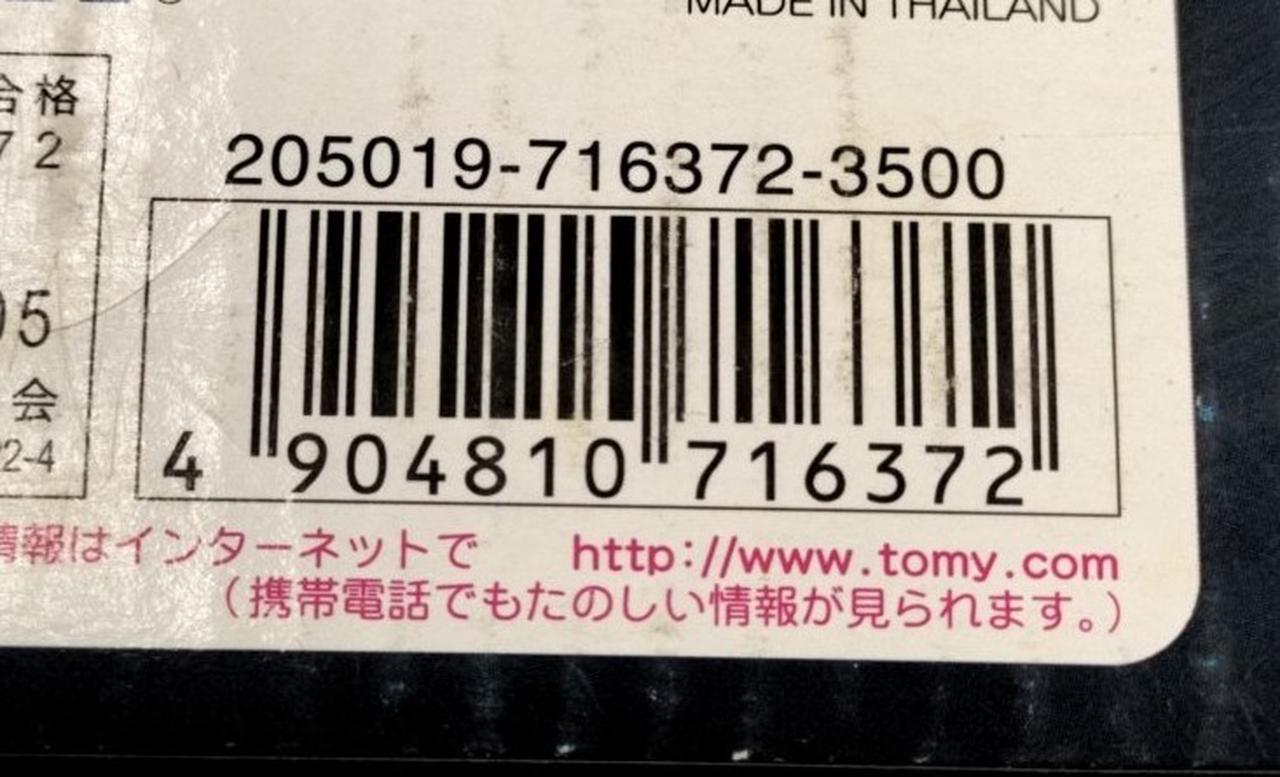 MADE IN THAILAND
合格
72
205019-716372-3500
5
会
2-4
4 904810 716372
情報はインターネットで http://www.tomy.com
(携帯電話でもたのしい情報が見られます。)